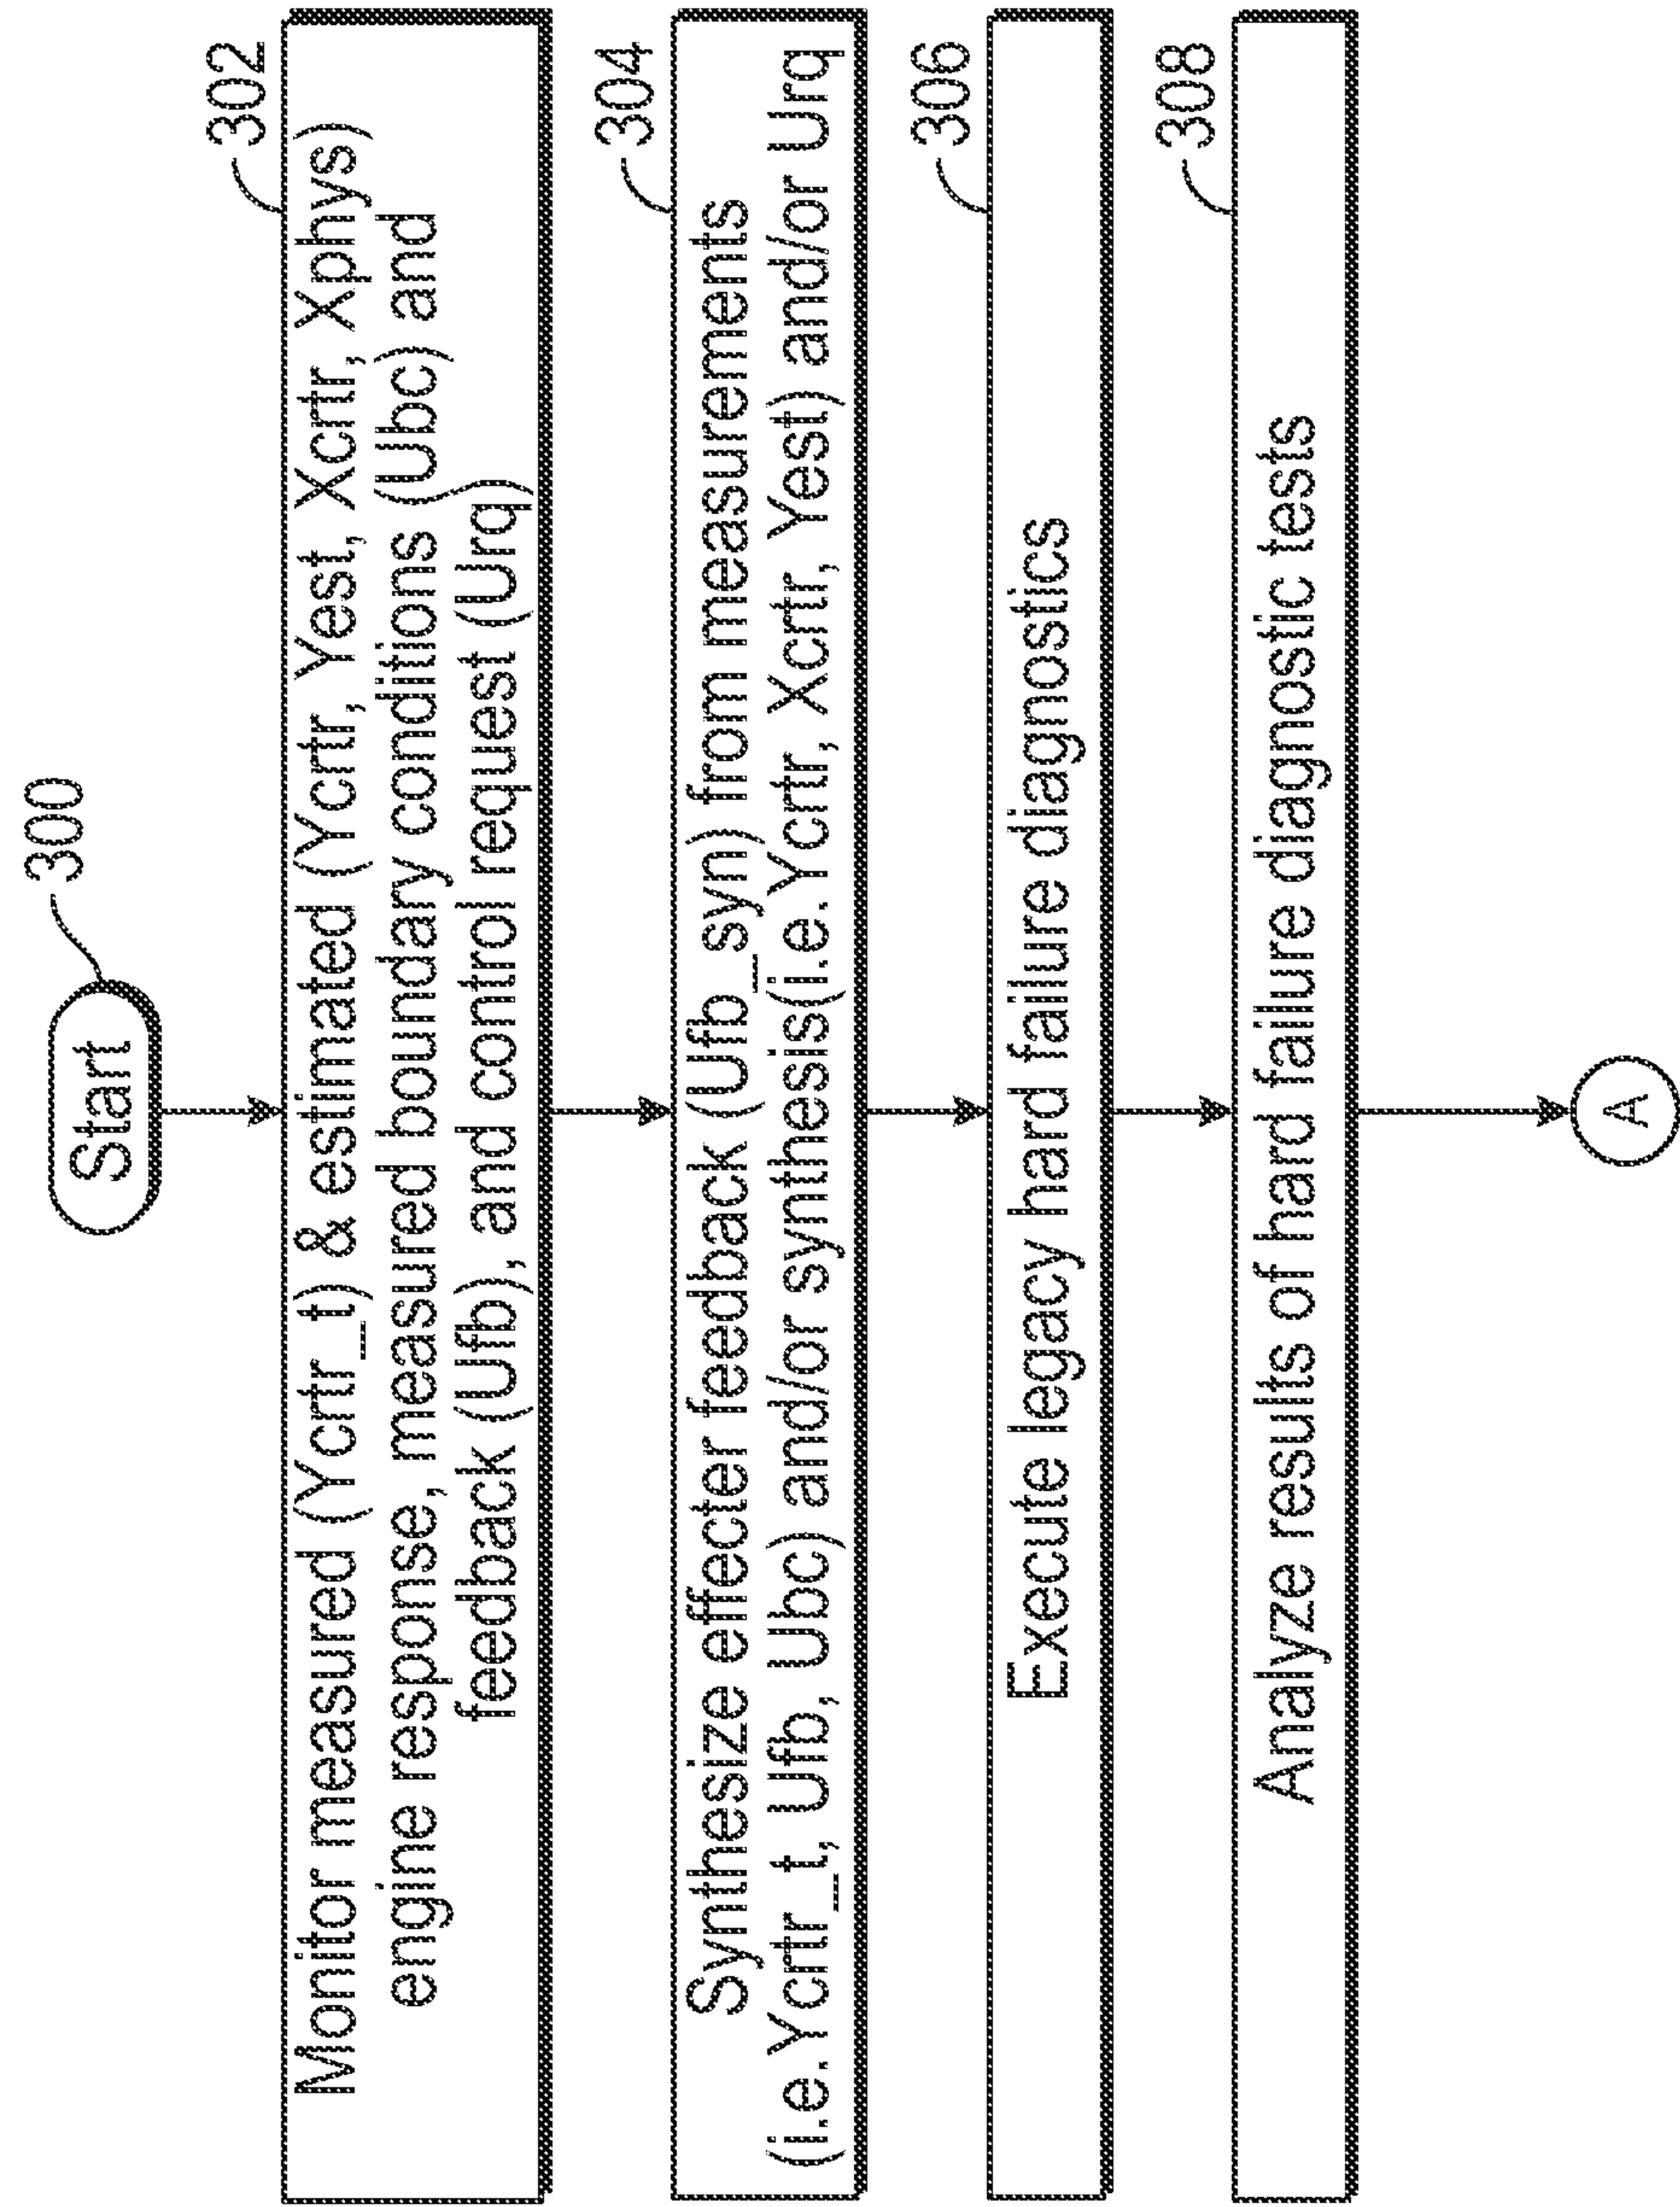 300
Start
302
Monitor measured (Ycrtr_t) & estimated (Ycrtr, Yest, Xcrtr, Xphys)
engine response, measured boundary conditions (Ubc) and
feedback (Ufb), and control request (Urq)
304
Synthesize effecter feedback (Ufb_syn) from measurements
(i.e.Ycrtr_t, Ufb, Ubc) and/or synthesis(i.e.Ycrtr, Xcrtr, Yest) and/or Urq
306
Execute legacy hard failure diagnostics
308
Analyze results of hard failure diagnostic tests
A